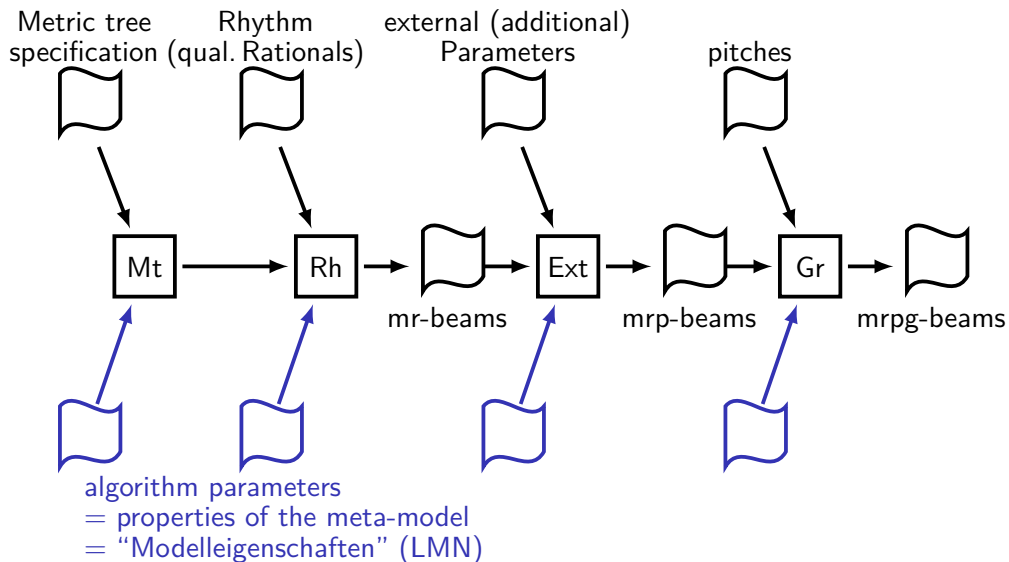 Metric tree
specification
Rhythm
(qual. Rationals)
external (additional)
Parameters
pitches
Mt
Rh
Ext
Gr
mr-beams
mrp-beams
mrpg-beams
algorithm parameters
= properties of the meta-model
= “Modelleigenschaften” (LMN)